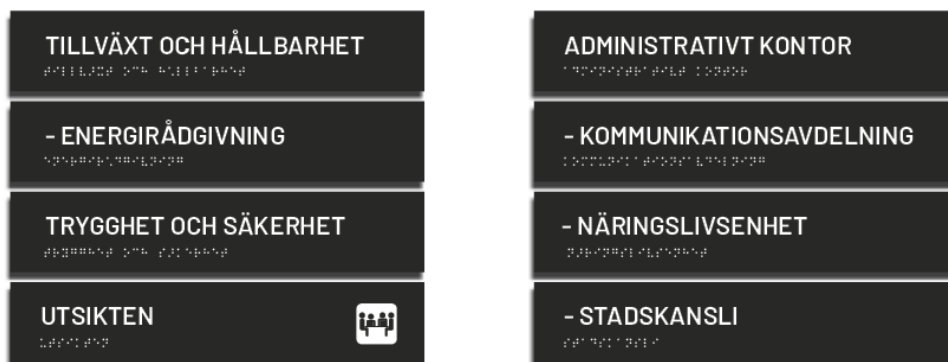 TILLVÄXT OCH HÅLLBARHET
⠞⠊⠇⠇⠧⠜⠭⠞ ⠕⠉⠓ ⠓⠡⠇⠇⠃⠁⠗⠓⠑⠞
- ENERGIRÅDGIVNING
⠑⠝⠑⠗⠛⠊⠗⠡⠙⠛⠊⠧⠝⠊⠝⠛
TRYGGHET OCH SÄKERHET
⠞⠗⠽⠛⠛⠓⠑⠞ ⠕⠉⠓ ⠎⠜⠅⠑⠗⠓⠑⠞
UTSIKTEN
⠥⠞⠎⠊⠅⠞⠑⠝
ADMINISTRATIVT KONTOR
⠁⠙⠍⠊⠝⠊⠎⠞⠗⠁⠞⠊⠧⠞ ⠅⠕⠝⠞⠕⠗
- KOMMUNIKATIONSAVDELNING
⠅⠕⠍⠍⠥⠝⠊⠅⠁⠞⠊⠕⠝⠎⠁⠧⠙⠑⠇⠝⠊⠝⠛
- NÄRINGSLIVSENHET
⠝⠜⠗⠊⠝⠛⠎⠇⠊⠧⠎⠑⠝⠓⠑⠞
- STADSKANSLI
⠎⠞⠁⠙⠎⠅⠁⠝⠎⠇⠊